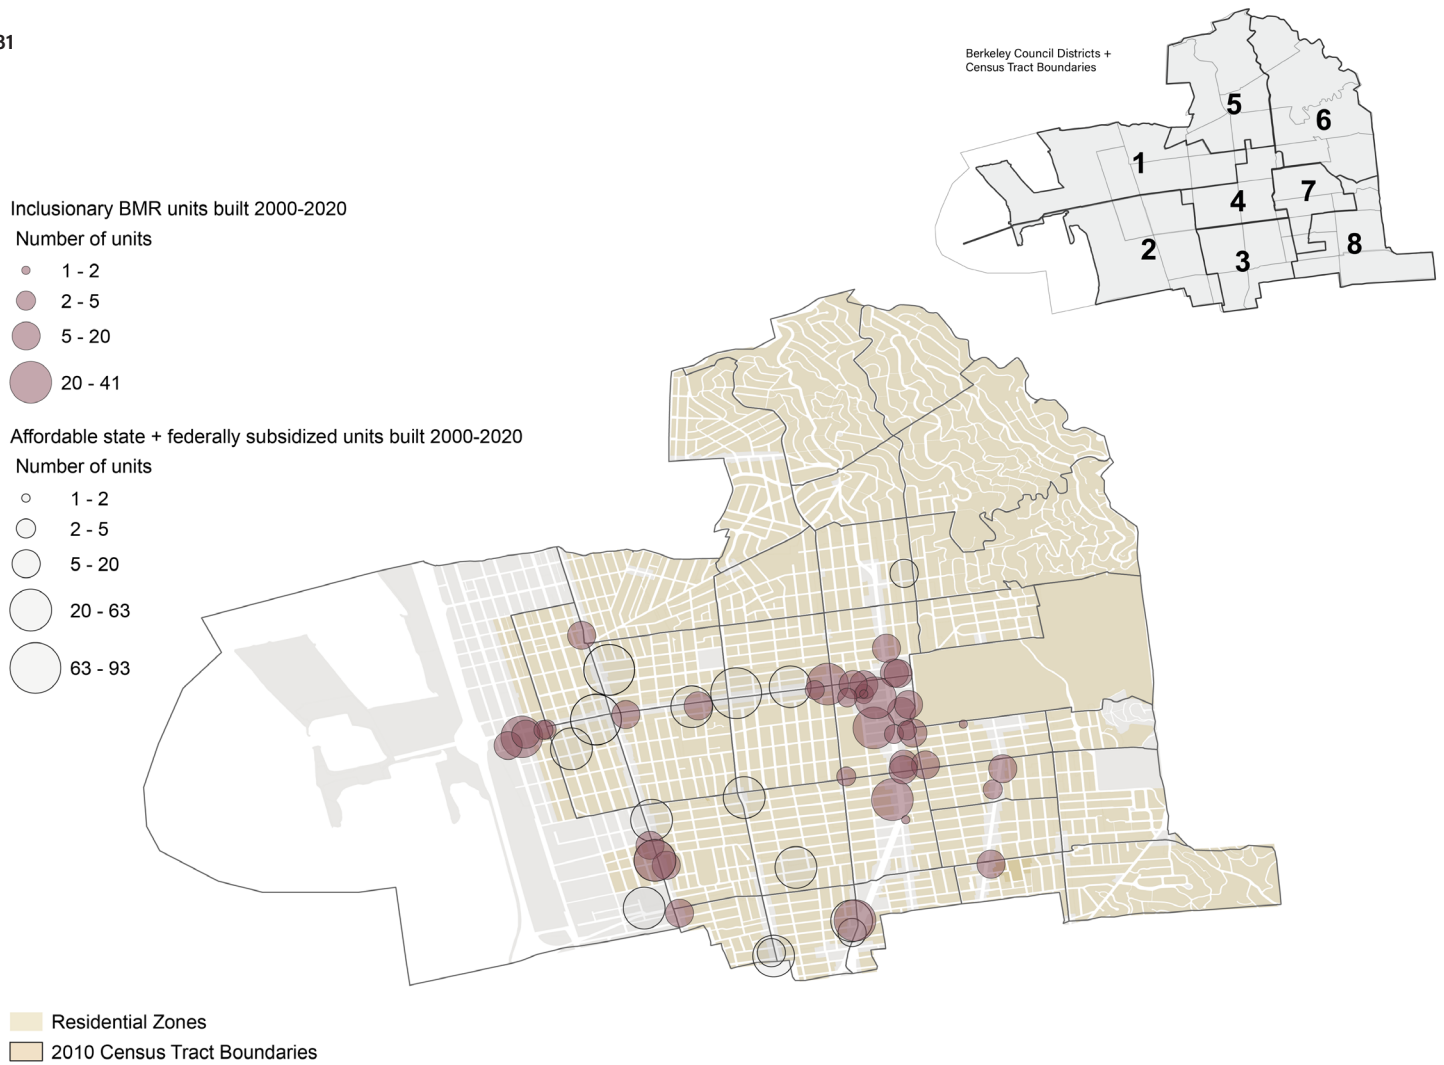 31
Berkeley Council Districts +
Census Tract Boundaries
5
6
1
7
4
2
3
8
Inclusionary BMR units built 2000-2020
Number of units
1 - 2
2 - 5
5 - 20
20 - 41
Affordable state + federally subsidized units built 2000-2020
Number of units
1 - 2
2 - 5
5 - 20
20 - 63
63 - 93
Residential Zones
2010 Census Tract Boundaries